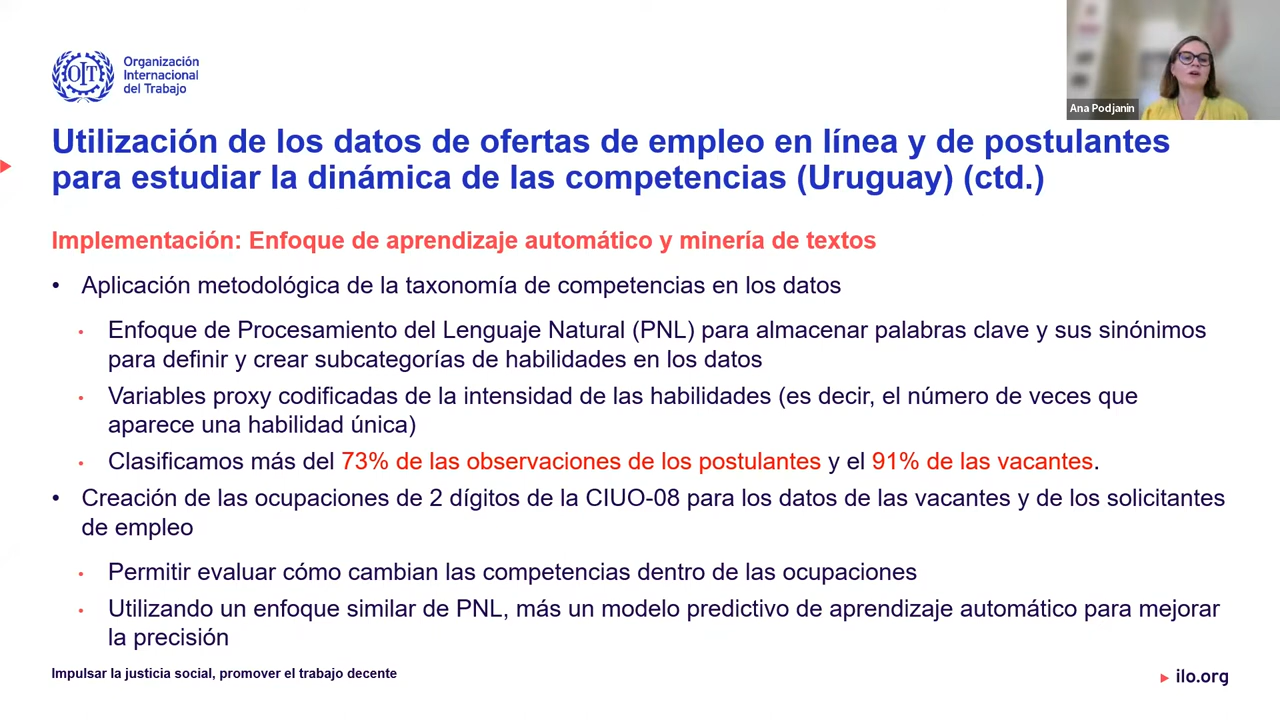 OIT
Organización
Internacional
del Trabajo
Ana Podjanin
Utilización de los datos de ofertas de empleo en línea y de postulantes
para estudiar la dinámica de las competencias (Uruguay) (ctd.)
Implementación: Enfoque de aprendizaje automático y minería de textos
• Aplicación metodológica de la taxonomía de competencias en los datos
• Enfoque de Procesamiento del Lenguaje Natural (PNL) para almacenar palabras clave y sus sinónimos
para definir y crear subcategorías de habilidades en los datos
• Variables proxy codificadas de la intensidad de las habilidades (es decir, el número de veces que
aparece una habilidad única)
• Clasificamos más del 73% de las observaciones de los postulantes y el 91% de las vacantes.
• Creación de las ocupaciones de 2 dígitos de la CIUO-08 para los datos de las vacantes y de los solicitantes
de empleo
• Permitir evaluar cómo cambian las competencias dentro de las ocupaciones
• Utilizando un enfoque similar de PNL, más un modelo predictivo de aprendizaje automático para mejorar
la precisión
Impulsar la justicia social, promover el trabajo decente
ilo.org